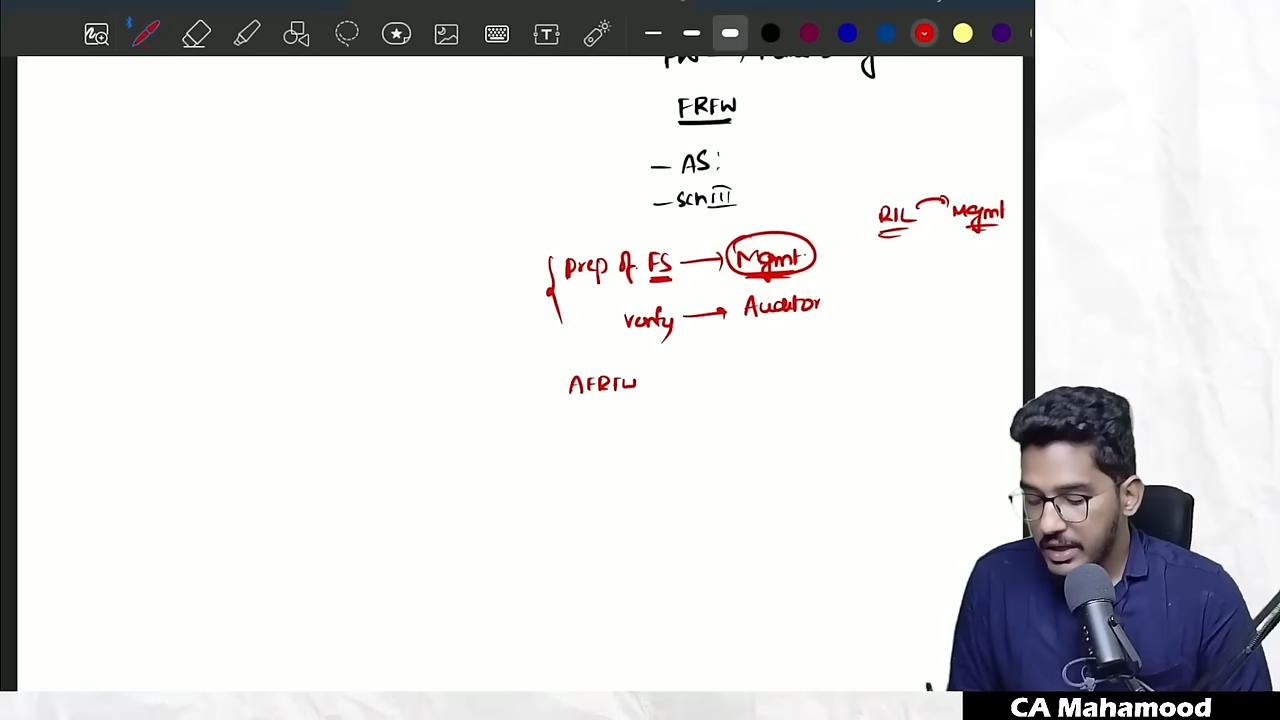 FRFW
– AS:
– Sch III
RIL → Mgmt
Prep of FS → Mgmt.
verify → Auditor
AFRFW
T
CA Mahamood